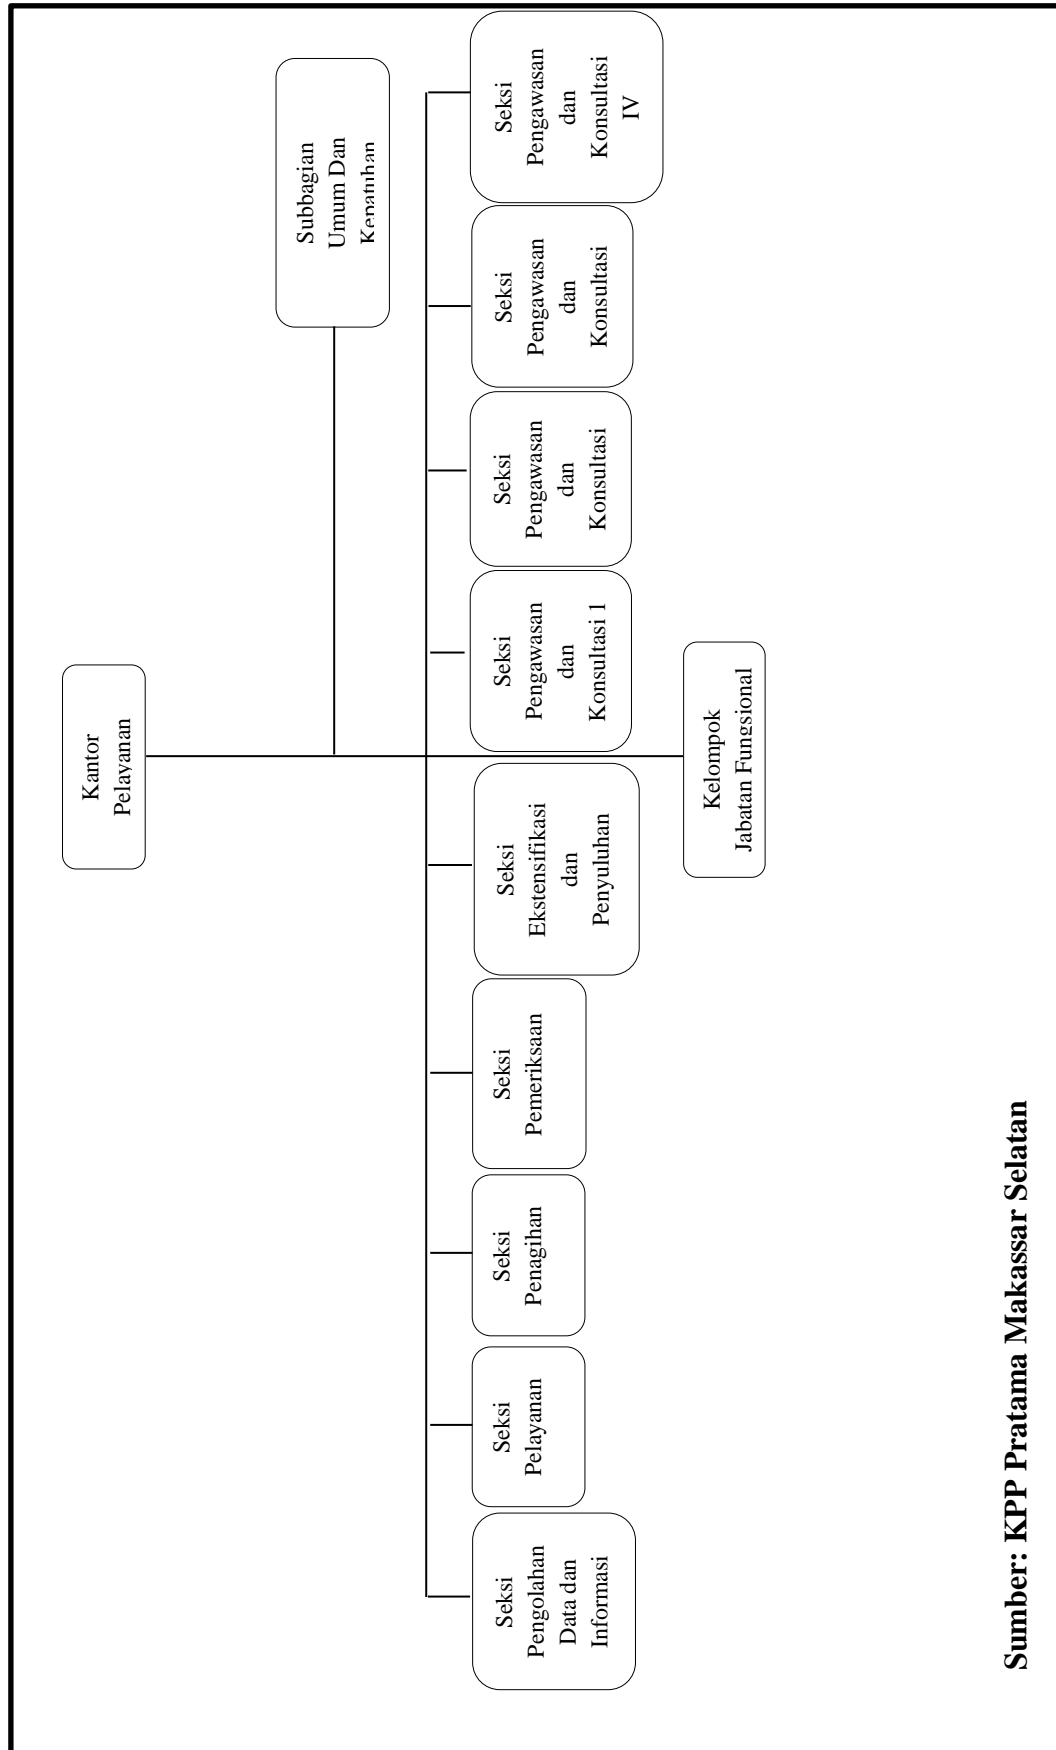 Kantor
Pelayanan
Subbagian
Umum Dan
Kepatuhan
Seksi
Pengolahan
Data dan
Informasi
Seksi
Pelayanan
Seksi
Penagihan
Seksi
Pemeriksaan
Seksi
Ekstensifikasi
dan
Penyuluhan
Seksi
Pengawasan
dan
Konsultasi 1
Seksi
Pengawasan
dan
Konsultasi
Seksi
Pengawasan
dan
Konsultasi
Seksi
Pengawasan
dan
Konsultasi
IV
Kelompok
Jabatan Fungsional
Sumber: KPP Pratama Makassar Selatan